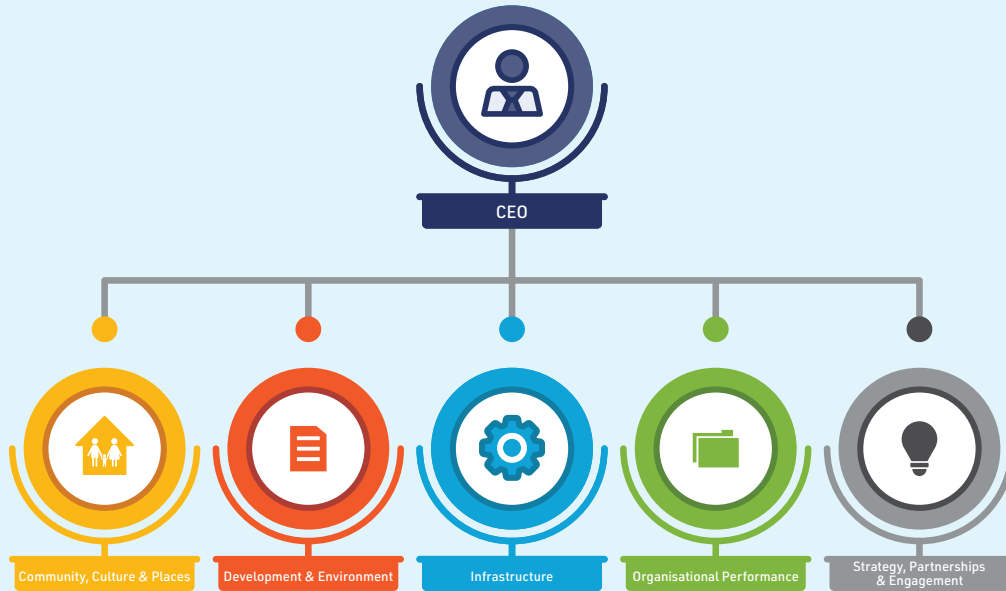 CEO
Community, Culture & Places
Development & Environment
Infrastructure
Organisational Performance
Strategy, Partnerships
& Engagement